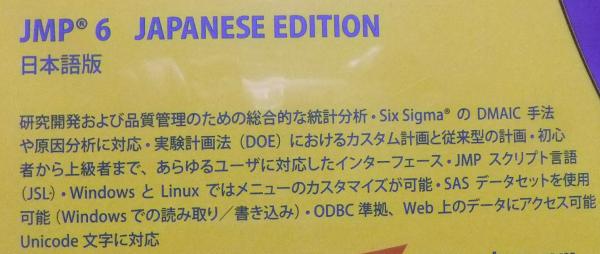 JMP® 6 JAPANESE EDITION
日本語版
研究開発および品質管理のための総合的な統計分析・Six Sigma® の DMAIC 手法
や原因分析に対応・実験計画法（DOE）におけるカスタム計画と従来型の計画・初心
者から上級者まで、あらゆるユーザに対応したインターフェース・JMP スクリプト言語
（JSL）・Windows と Linux ではメニューのカスタマイズが可能・SAS データセットを使用
可能（Windows での読み取り／書き込み）・ODBC 準拠、Web 上のデータにアクセス可能
Unicode 文字に対応